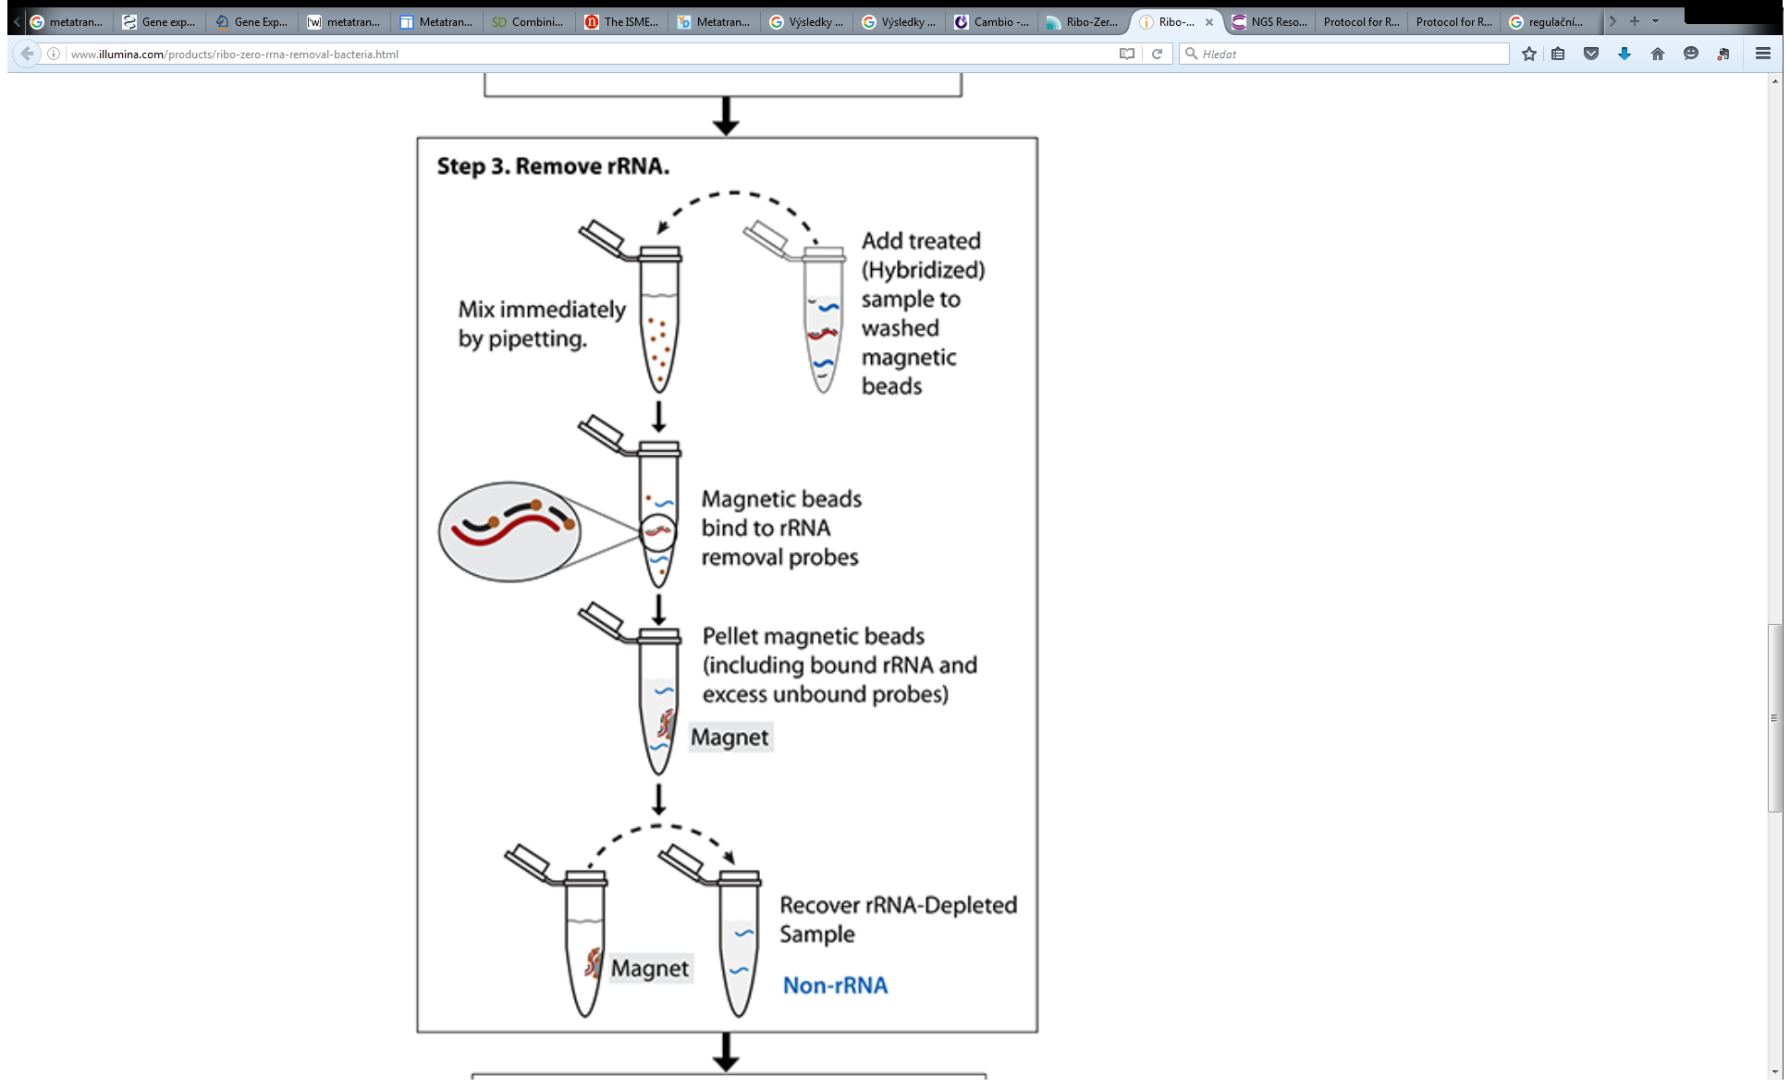 metatran...
Gene exp...
Gene Exp...
metatran...
Metatran...
SD Combini...
The ISME...
Metatran...
Výsledky ...
Výsledky ...
Cambio -...
Ribo-Zer...
Ribo-...
NGS Reso...
Protocol for R...
Protocol for R...
regulační...
www.illumina.com/products/ribo-zero-rrna-removal-bacteria.html
Hledat
Step 3. Remove rRNA.
Add treated
(Hybridized)
sample to
washed
magnetic
beads
Mix immediately
by pipetting.
Magnetic beads
bind to rRNA
removal probes
Pellet magnetic beads
(including bound rRNA and
excess unbound probes)
Magnet
Recover rRNA-Depleted
Sample
Magnet
Non-rRNA